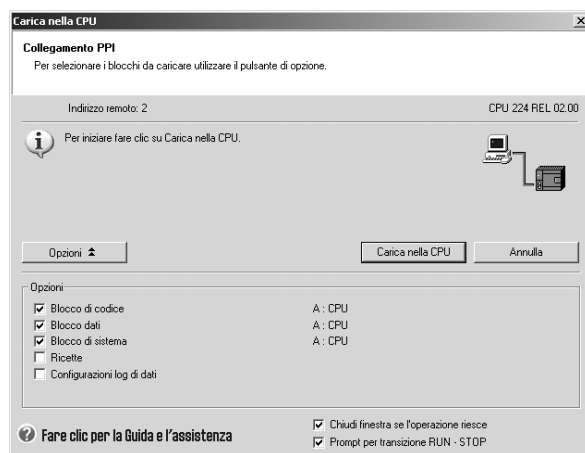 Carica nella CPU
Collegamento PPI
Per selezionare i blocchi da caricare utilizzare il pulsante di opzione.
Indirizzo remoto: 2 CPU 224 REL 02.00
Per iniziare fare clic su Carica nella CPU.
Opzioni Carica nella CPU Annulla
Opzioni
Blocco di codice A : CPU
Blocco dati A : CPU
Blocco di sistema A : CPU
Ricette
Configurazioni log di dati
Fare clic per la Guida e l'assistenza
Chiudi finestra se l'operazione riesce
Prompt per transizione RUN - STOP